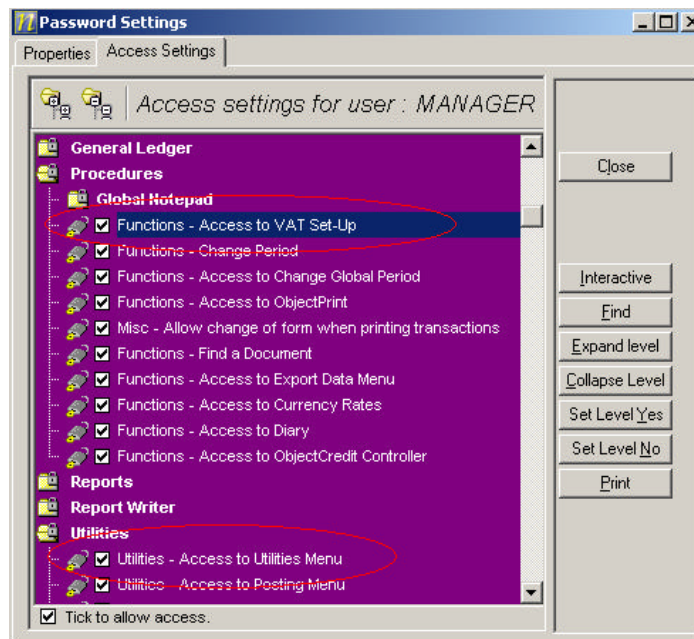 Password Settings
Properties
Access Settings
Access settings for user : MANAGER
General Ledger
Procedures
Global Notepad
Functions - Access to VAT Set-Up
Functions - Change Period
Functions - Access to Change Global Period
Functions - Access to ObjectPrint
Misc - Allow change of form when printing transactions
Functions - Find a Document
Functions - Access to Export Data Menu
Functions - Access to Currency Rates
Functions - Access to Diary
Functions - Access to ObjectCredit Controller
Reports
Report Writer
Utilities
Utilities - Access to Utilities Menu
Utilities - Access to Posting Menu
Tick to allow access.
Close
Interactive
Find
Expand level
Collapse Level
Set Level Yes
Set Level No
Print